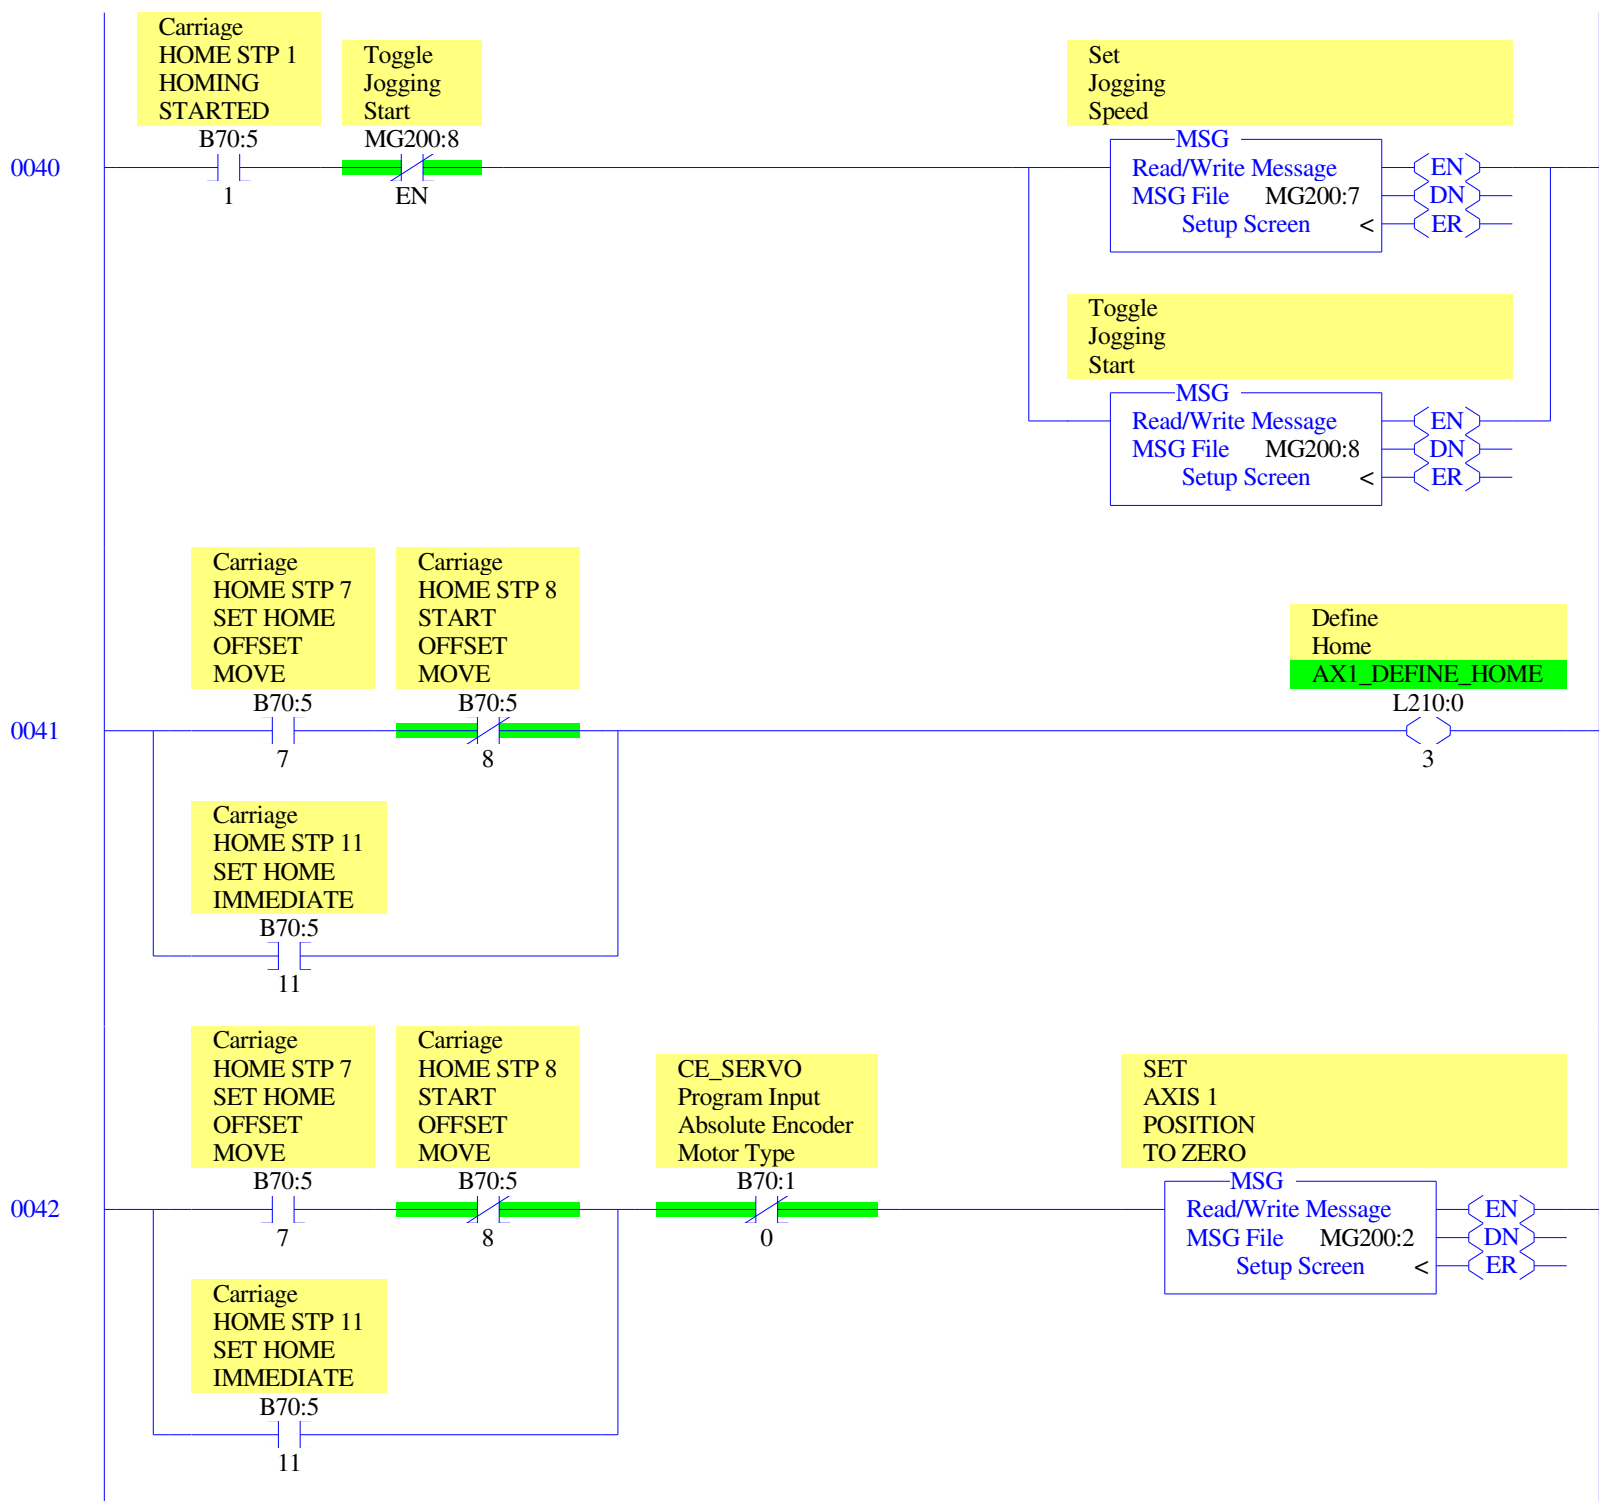 Carriage
HOME STP 1
HOMING
STARTED
B70:5
1
Toggle
Jogging
Start
MG200:8
EN
Set
Jogging
Speed
MSG
0040
Read/Write Message
EN
MSG File MG200:7
DN
Setup Screen <
ER
Toggle
Jogging
Start
MSG
Read/Write Message
EN
MSG File MG200:8
DN
Setup Screen <
ER
Carriage
HOME STP 7
SET HOME
OFFSET
MOVE
B70:5
7
Carriage
HOME STP 8
START
OFFSET
MOVE
B70:5
8
Define
Home
AX1_DEFINE_HOME
L210:0
3
0041
Carriage
HOME STP 11
SET HOME
IMMEDIATE
B70:5
11
Carriage
HOME STP 7
SET HOME
OFFSET
MOVE
B70:5
7
Carriage
HOME STP 8
START
OFFSET
MOVE
B70:5
8
CE_SERVO
Program Input
Absolute Encoder
Motor Type
B70:1
0
SET
AXIS 1
POSITION
TO ZERO
MSG
0042
Read/Write Message
EN
MSG File MG200:2
DN
Setup Screen <
ER
Carriage
HOME STP 11
SET HOME
IMMEDIATE
B70:5
11